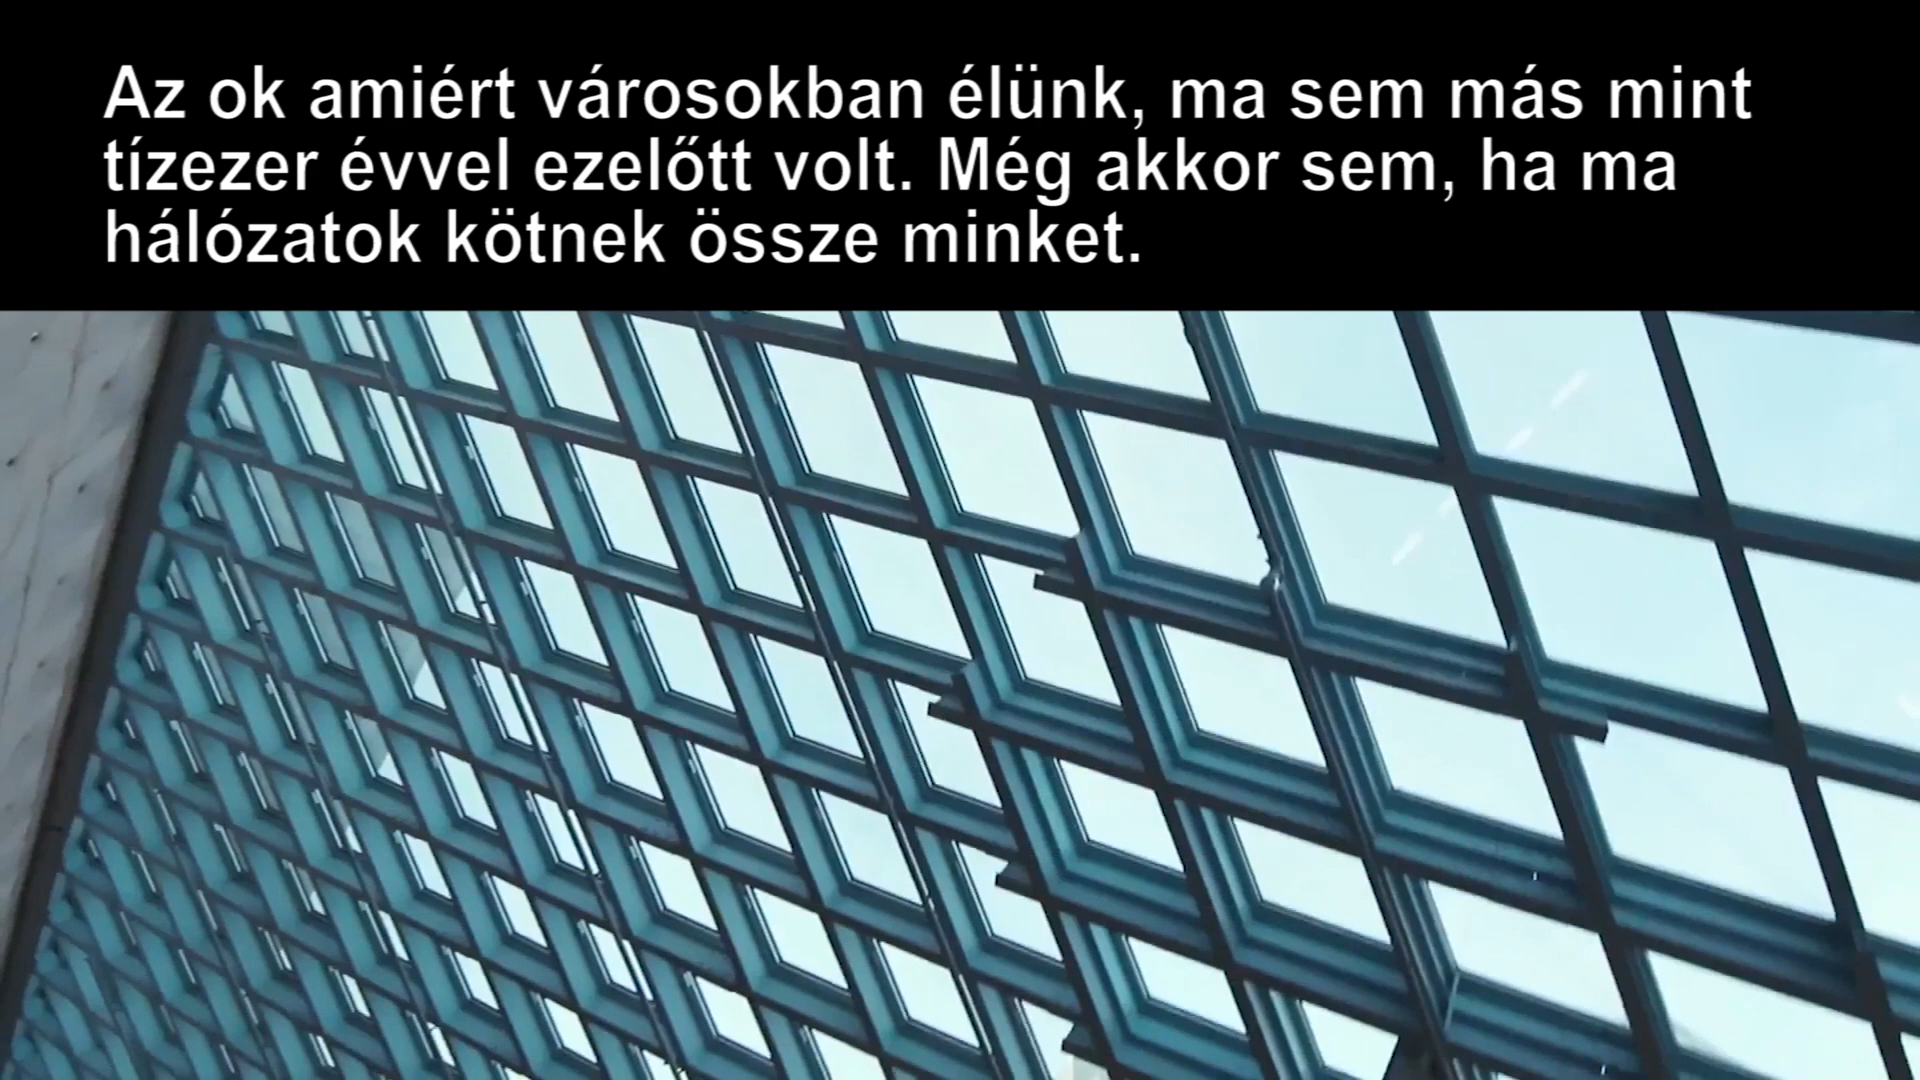 Az ok amiért városokban élünk, ma sem más mint
tízezer évvel ezelőtt volt. Még akkor sem, ha ma
hálózatok kötnek össze minket.